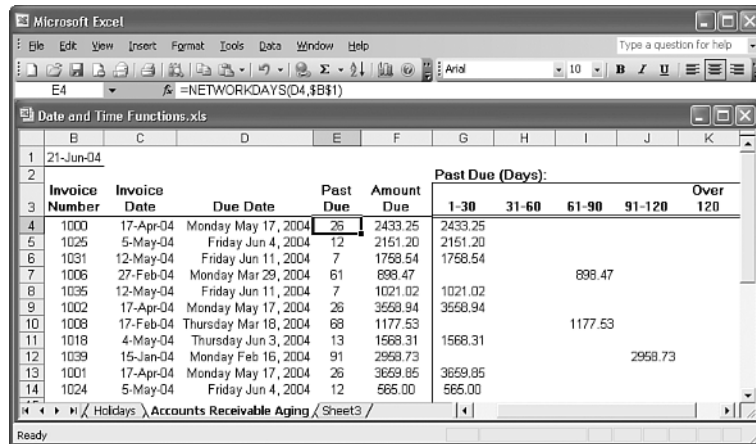 Microsoft Excel
File Edit View Insert Format Tools Data Window Help Type a question for help
Arial 10 B I U
E4 fx =NETWORKDAYS(D4,$B$1)
Date and Time Functions.xls
B C D E F G H I J K
1 21-Jun-04
2 Past Due (Days):
Invoice Invoice Past Amount Over
3 Number Date Due Date Due Due 1-30 31-60 61-90 91-120 120
4 1000 17-Apr-04 Monday May 17, 2004 26 2433.25 2433.25
5 1025 5-May-04 Friday Jun 4, 2004 12 2151.20 2151.20
6 1031 12-May-04 Friday Jun 11, 2004 7 1758.54 1758.54
7 1006 27-Feb-04 Monday Mar 29, 2004 61 898.47 898.47
8 1035 12-May-04 Friday Jun 11, 2004 7 1021.02 1021.02
9 1002 17-Apr-04 Monday May 17, 2004 26 3558.94 3558.94
10 1008 17-Feb-04 Thursday Mar 18, 2004 68 1177.53 1177.53
11 1018 4-May-04 Thursday Jun 3, 2004 13 1568.31 1568.31
12 1039 15-Jan-04 Monday Feb 16, 2004 91 2958.73 2958.73
13 1001 17-Apr-04 Monday May 17, 2004 26 3659.85 3659.85
14 1024 5-May-04 Friday Jun 4, 2004 12 565.00 565.00
Holidays Accounts Receivable Aging Sheet3
Ready